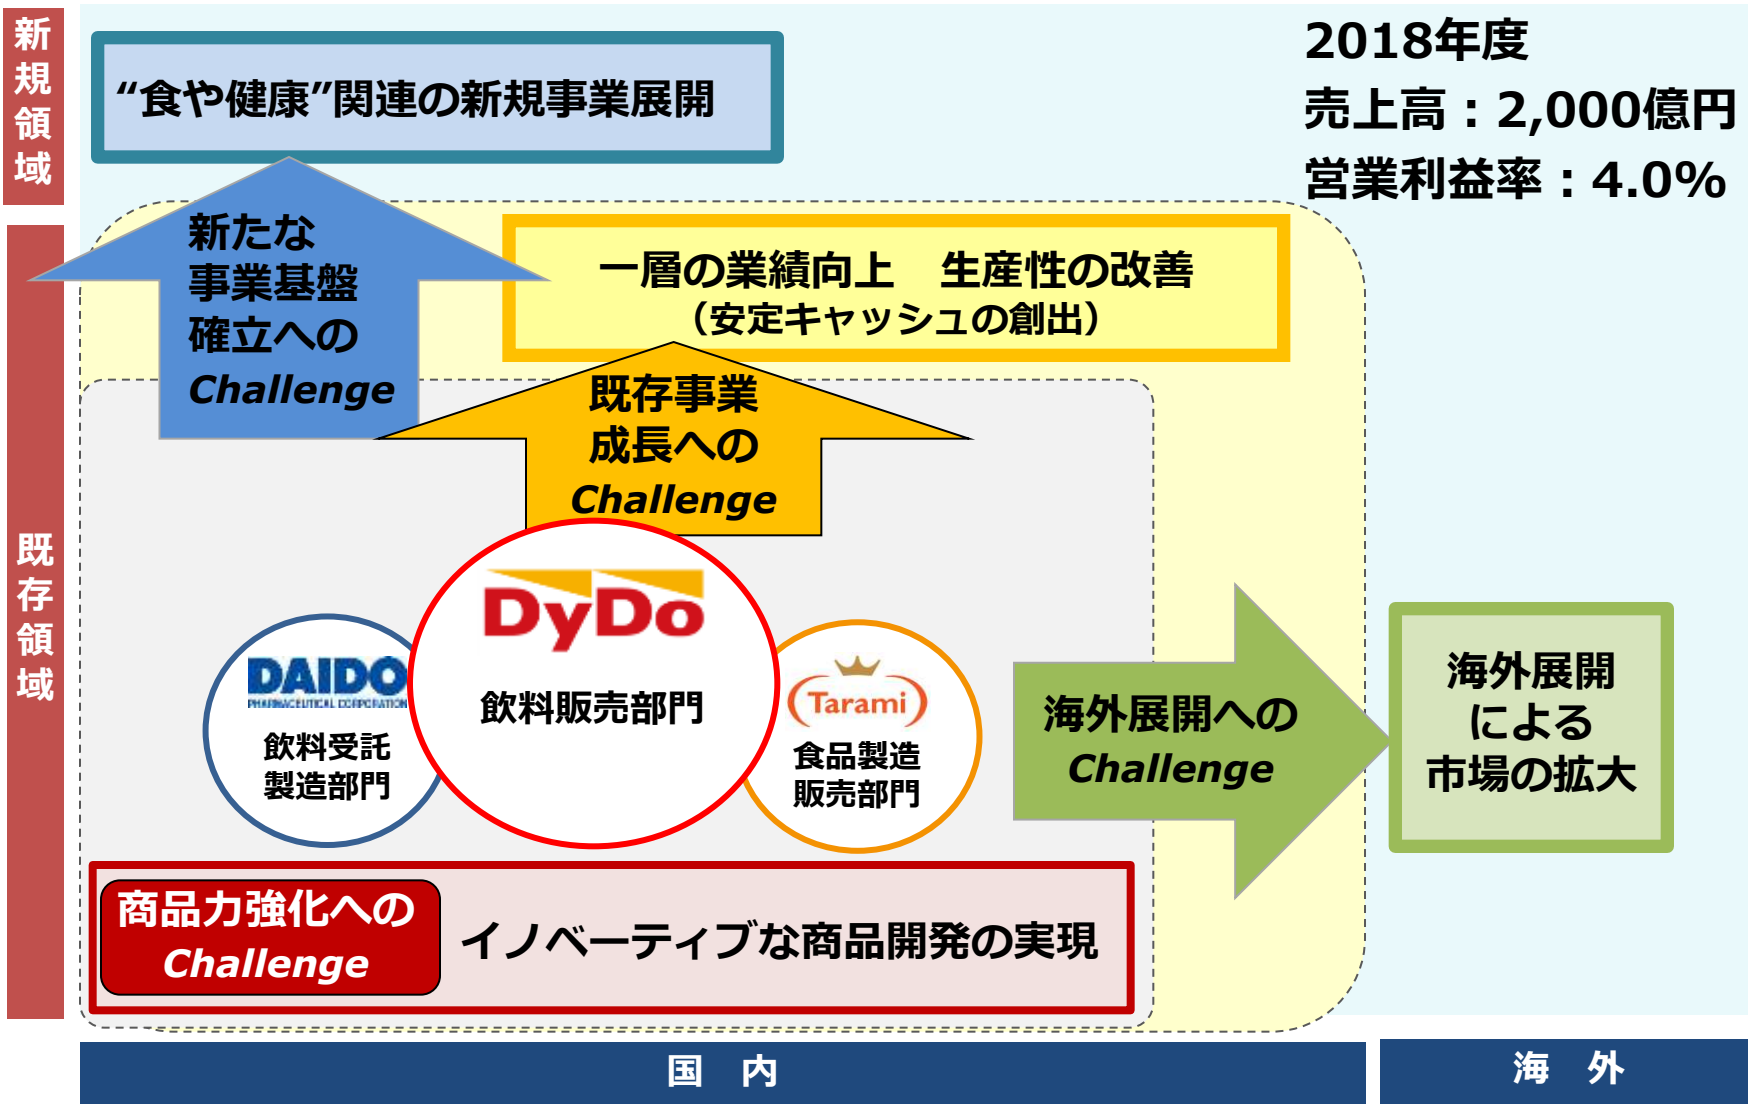 新規領域
“食や健康”関連の新規事業展開
2018年度
売上高：2,000億円
営業利益率：4.0%
新たな
事業基盤
確立への
Challenge
一層の業績向上　生産性の改善
（安定キャッシュの創出）
既存事業
成長への
Challenge
既存領域
DyDo
飲料販売部門
DAIDO
PHARMACEUTICAL CORPORATION
飲料受託
製造部門
Tarami
食品製造
販売部門
海外展開への
Challenge
海外展開
による
市場の拡大
商品力強化への
Challenge
イノベーティブな商品開発の実現
国　内
海　外